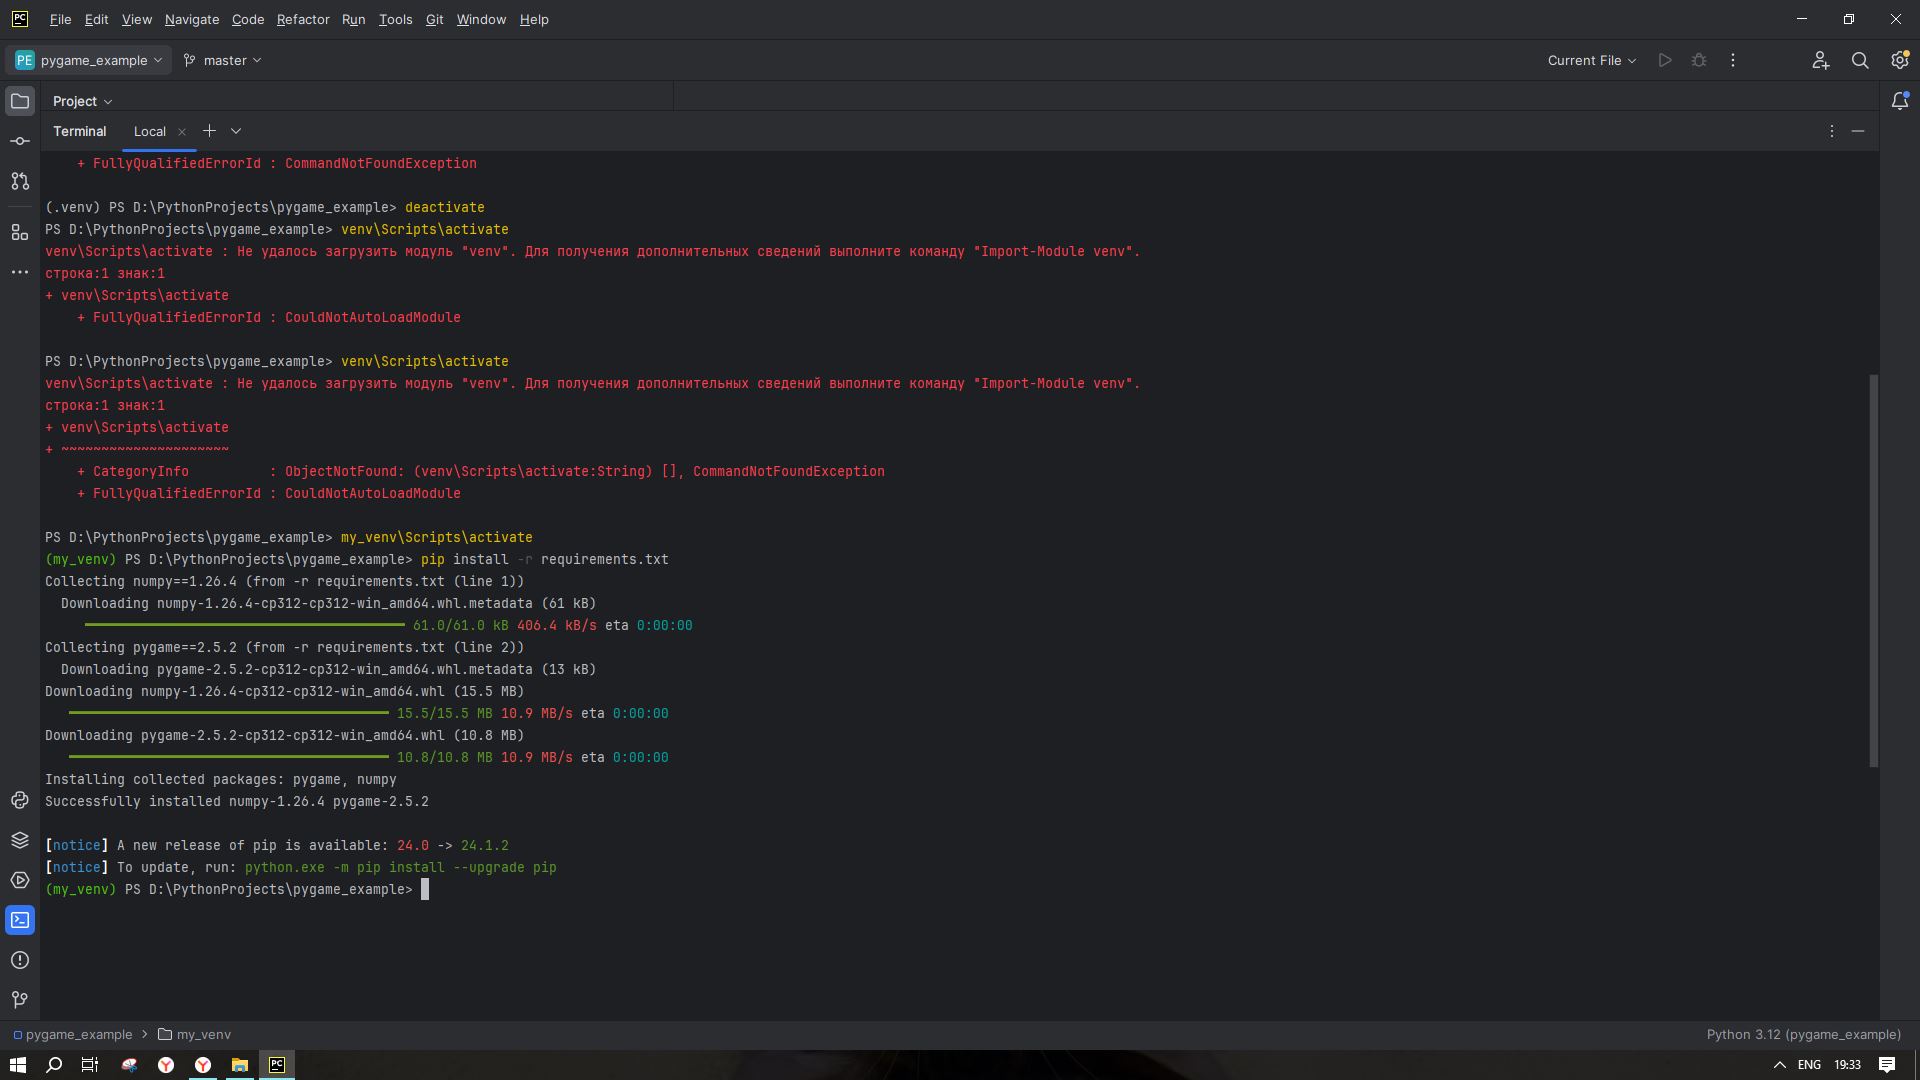 PC File Edit View Navigate Code Refactor Run Tools Git Window Help
PE pygame_example master Current File
Project
Terminal Local
+ FullyQualifiedErrorId : CommandNotFoundException
(.venv) PS D:\PythonProjects\pygame_example> deactivate
PS D:\PythonProjects\pygame_example> venv\Scripts\activate
venv\Scripts\activate : Не удалось загрузить модуль "venv". Для получения дополнительных сведений выполните команду "Import-Module venv".
строка:1 знак:1
+ venv\Scripts\activate
+ FullyQualifiedErrorId : CouldNotAutoLoadModule
PS D:\PythonProjects\pygame_example> venv\Scripts\activate
venv\Scripts\activate : Не удалось загрузить модуль "venv". Для получения дополнительных сведений выполните команду "Import-Module venv".
строка:1 знак:1
+ venv\Scripts\activate
+ ~~~~~~~~~~~~~~~~~~~~~
+ CategoryInfo          : ObjectNotFound: (venv\Scripts\activate:String) [], CommandNotFoundException
+ FullyQualifiedErrorId : CouldNotAutoLoadModule
PS D:\PythonProjects\pygame_example> my_venv\Scripts\activate
(my_venv) PS D:\PythonProjects\pygame_example> pip install -r requirements.txt
Collecting numpy==1.26.4 (from -r requirements.txt (line 1))
Downloading numpy-1.26.4-cp312-cp312-win_amd64.whl.metadata (61 kB)
61.0/61.0 kB 406.4 kB/s eta 0:00:00
Collecting pygame==2.5.2 (from -r requirements.txt (line 2))
Downloading pygame-2.5.2-cp312-cp312-win_amd64.whl.metadata (13 kB)
Downloading numpy-1.26.4-cp312-cp312-win_amd64.whl (15.5 MB)
15.5/15.5 MB 10.9 MB/s eta 0:00:00
Downloading pygame-2.5.2-cp312-cp312-win_amd64.whl (10.8 MB)
10.8/10.8 MB 10.9 MB/s eta 0:00:00
Installing collected packages: pygame, numpy
Successfully installed numpy-1.26.4 pygame-2.5.2
[notice] A new release of pip is available: 24.0 -> 24.1.2
[notice] To update, run: python.exe -m pip install --upgrade pip
(my_venv) PS D:\PythonProjects\pygame_example>
pygame_example > my_venv Python 3.12 (pygame_example)
Y Y PC ENG 19:33